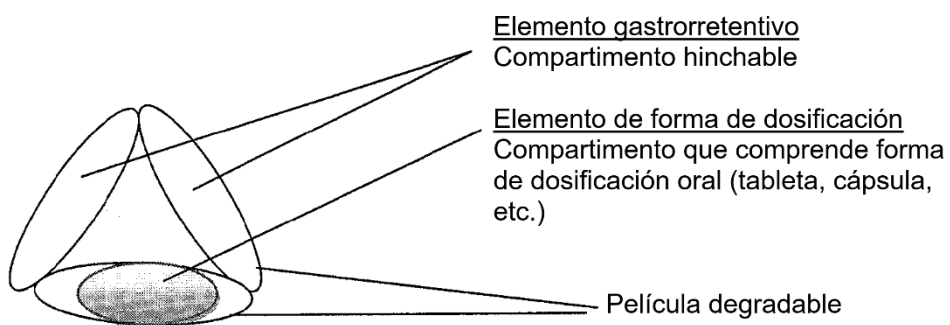 Elemento gastrorretentivo
Compartimento hinchable
Elemento de forma de dosificación
Compartimento que comprende forma
de dosificación oral (tableta, cápsula,
etc.)
Película degradable